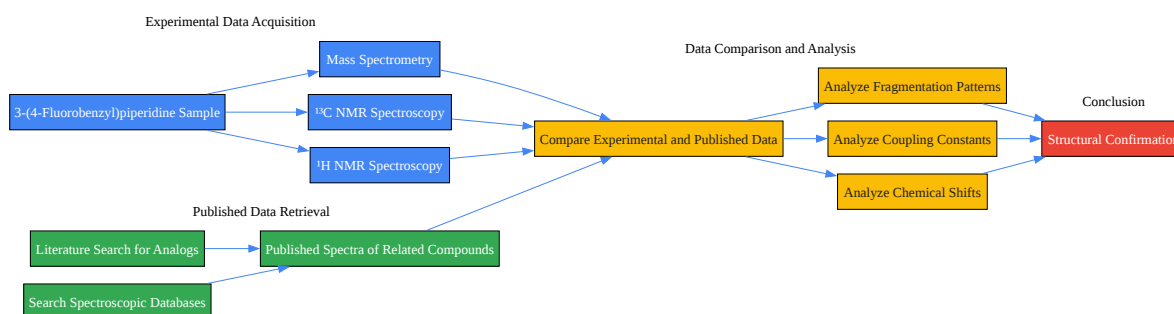 Experimental Data Acquisition
Mass Spectrometry
3-(4-Fluorobenzyl)piperidine Sample
¹³C NMR Spectroscopy
¹H NMR Spectroscopy
Published Data Retrieval
Literature Search for Analogs
Published Spectra of Related Compounds
Search Spectroscopic Databases
Data Comparison and Analysis
Compare Experimental and Published Data
Analyze Fragmentation Patterns
Analyze Coupling Constants
Analyze Chemical Shifts
Conclusion
Structural Confirmation